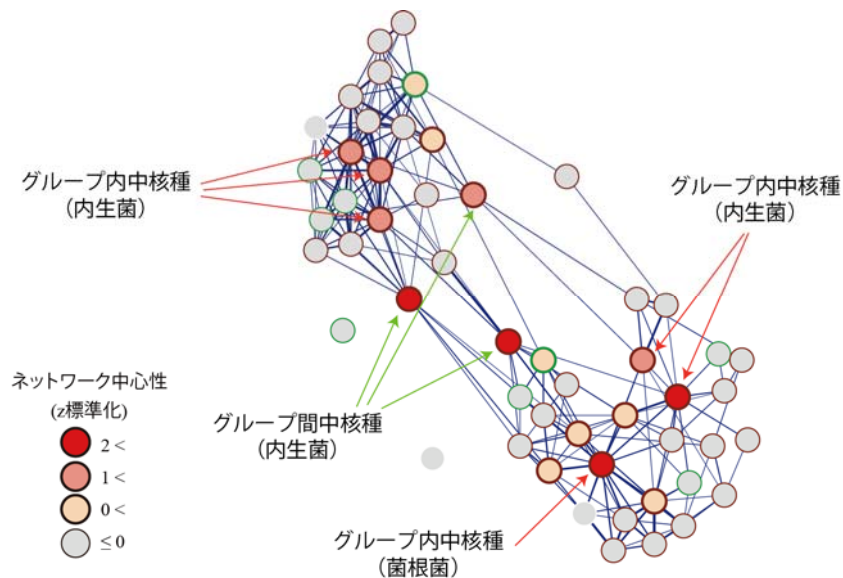 グループ内中核種
（内生菌）
グループ内中核種
（内生菌）
ネットワーク中心性
(z標準化)
2 <
1 <
0 <
≤ 0
グループ間中核種
（内生菌）
グループ内中核種
（菌根菌）